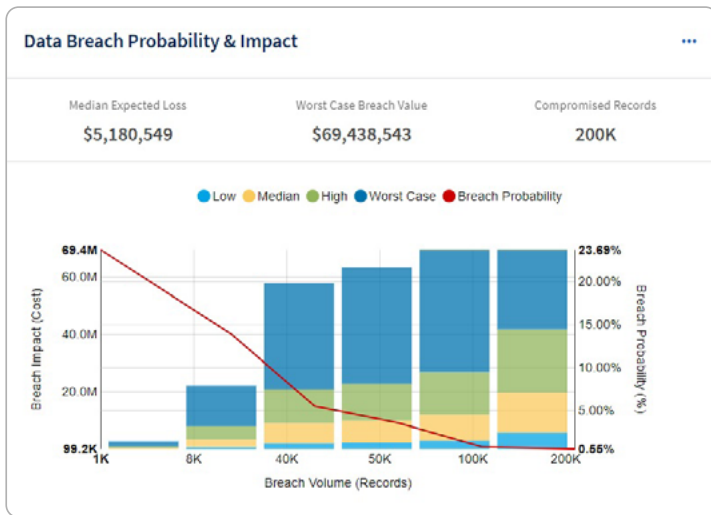 Data Breach Probability & Impact
•••
Median Expected Loss Worst Case Breach Value Compromised Records
$5,180,549 $69,438,543 200K
Low Median High Worst Case Breach Probability
69.4M 23.69%
60.0M 20.00%
15.00%
40.0M
10.00%
20.0M
5.00%
99.2K 0.55%
Breach Impact (Cost)
Breach Probability (%)
1K 8K 40K 50K 100K 200K
Breach Volume (Records)